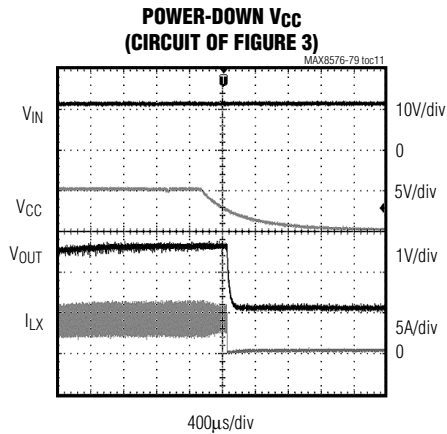 POWER-DOWN VCC
(CIRCUIT OF FIGURE 3)
MAX8576-79 toc11
VIN
10V/div
0
VCC
5V/div
VOUT
1V/div
ILX
5A/div
0
400µs/div